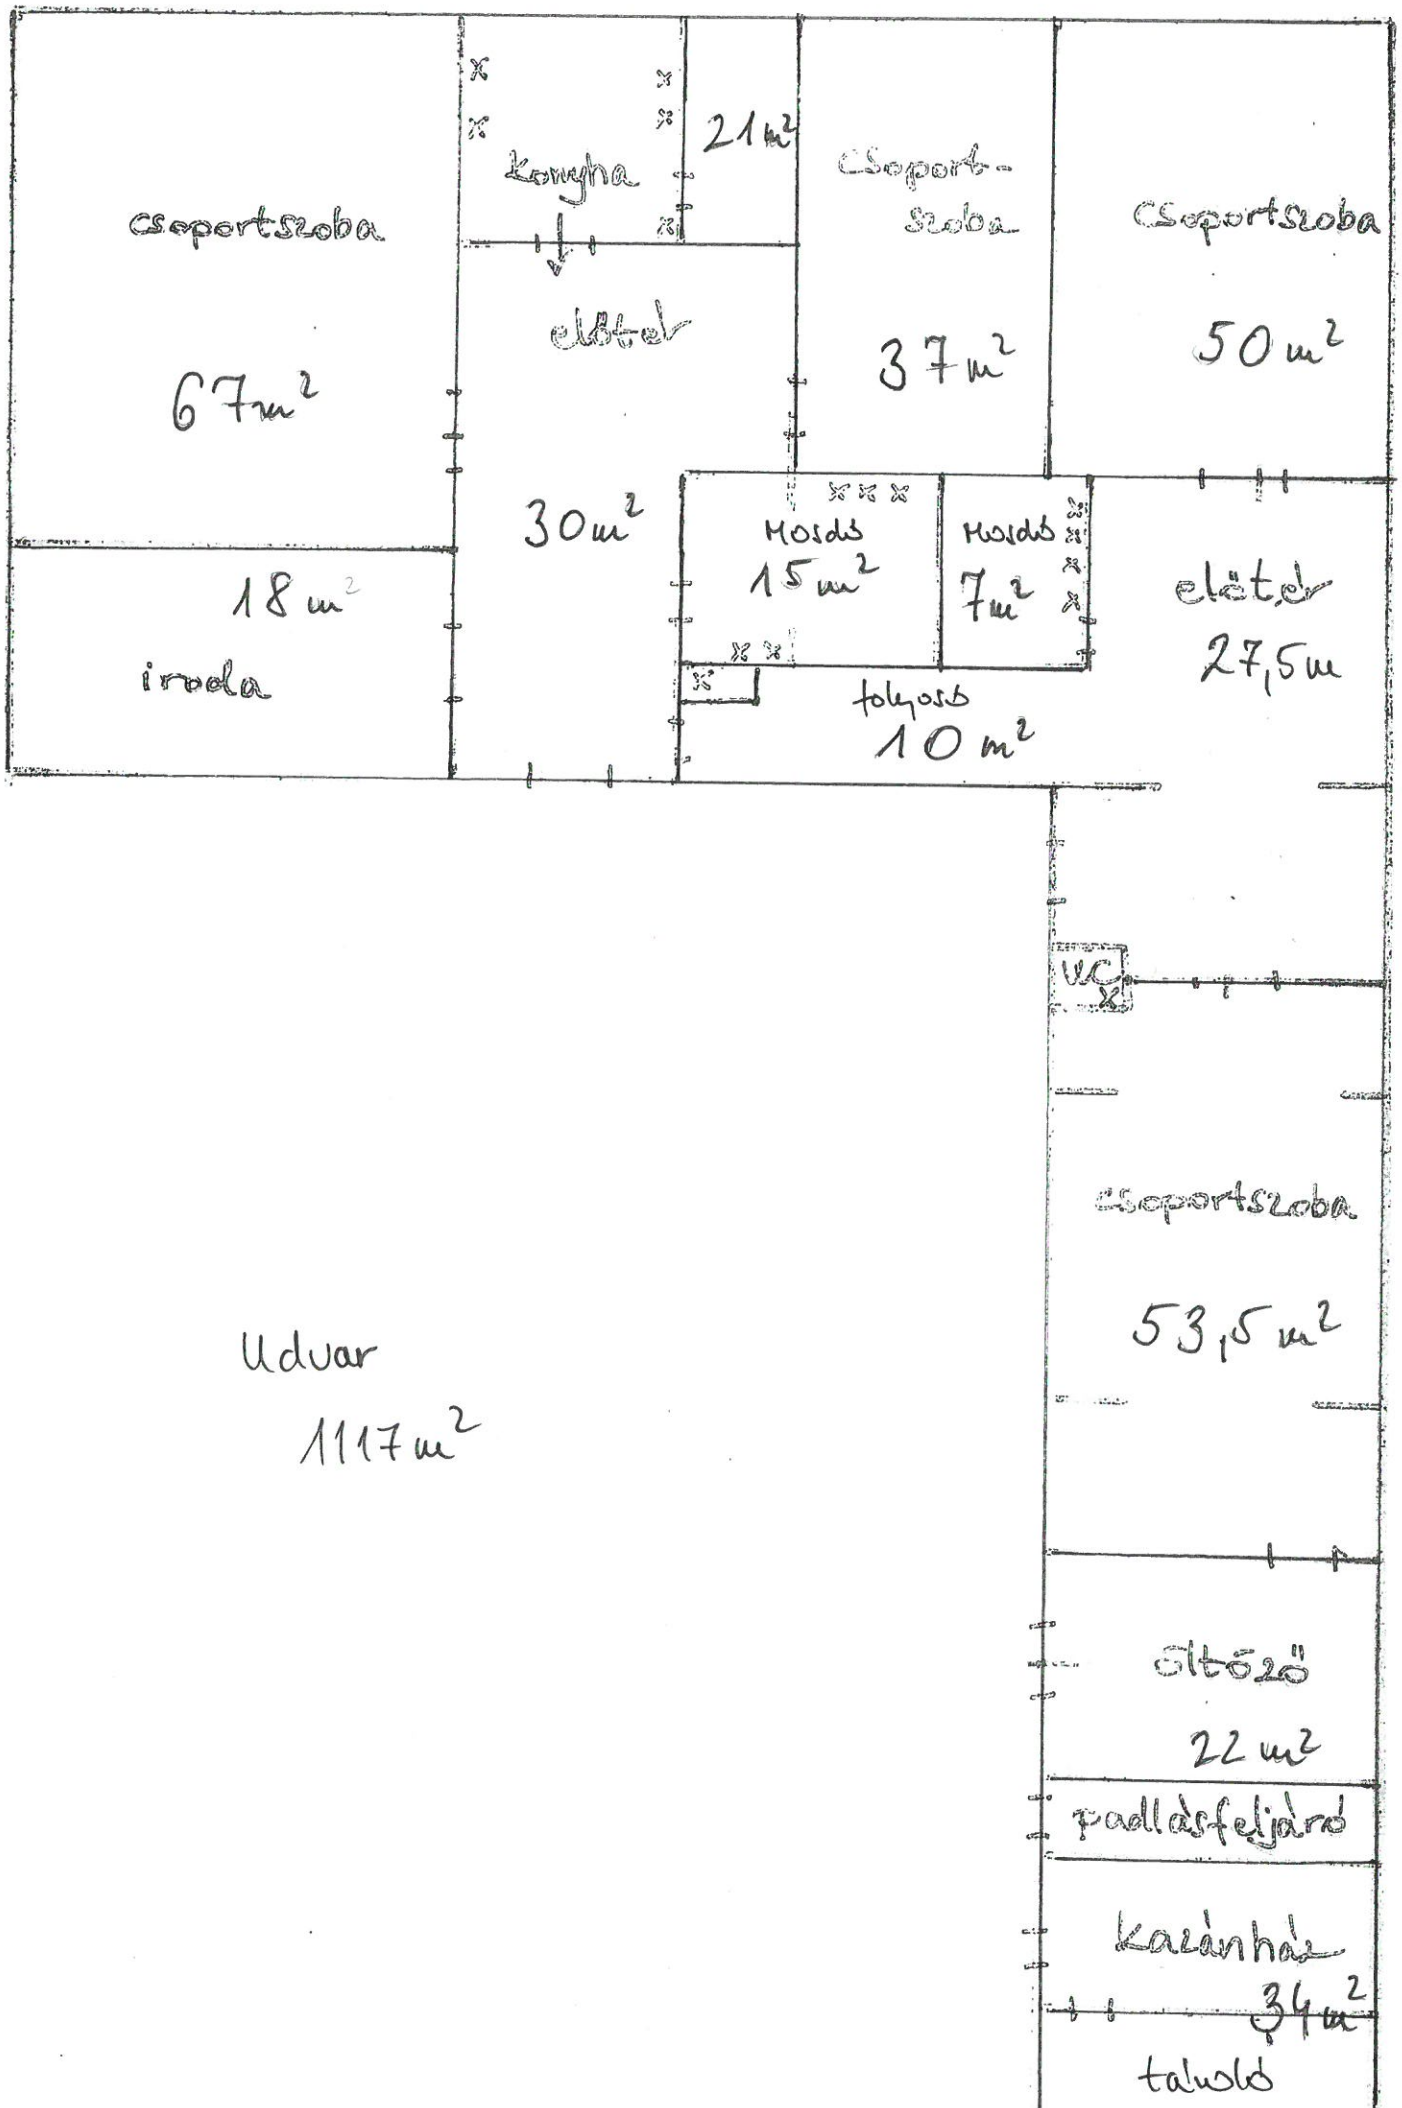 csoportszoba
67m²
konyha
21m²
előtér
30m²
csoport-
szoba
37m²
csoportszoba
50m²
18m²
iroda
Mosdó
15m²
Mosdó
7m²
előtér
27,5m
folyosó
10m²
WC
csoportszoba
53,5m²
Udvar
1117m²
öltöző
22m²
padlásfeljáró
kazánház
34m²
tároló